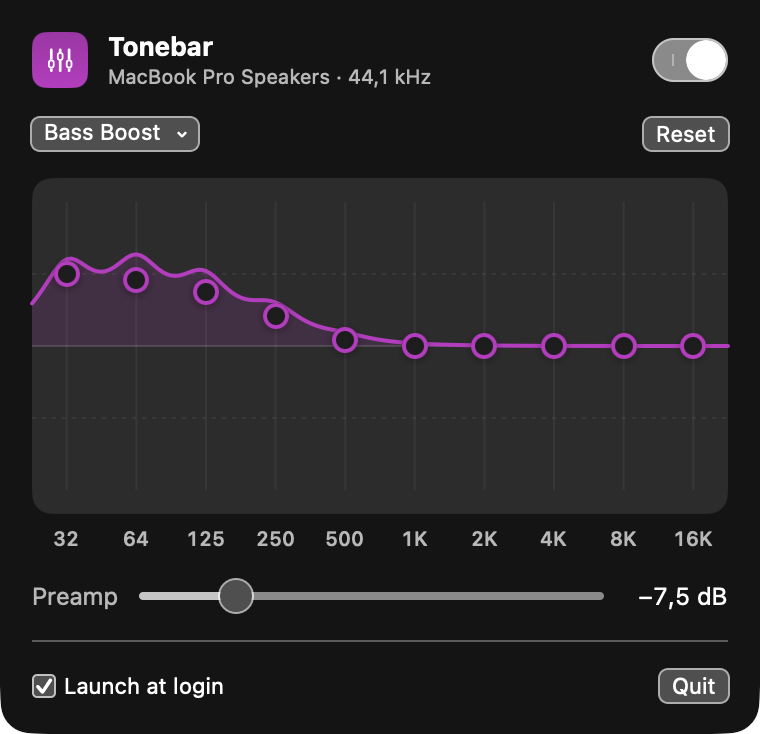 Tonebar
MacBook Pro Speakers · 44,1 kHz
Bass Boost
Reset
32 64 125 250 500 1K 2K 4K 8K 16K
Preamp −7,5 dB
Launch at login
Quit